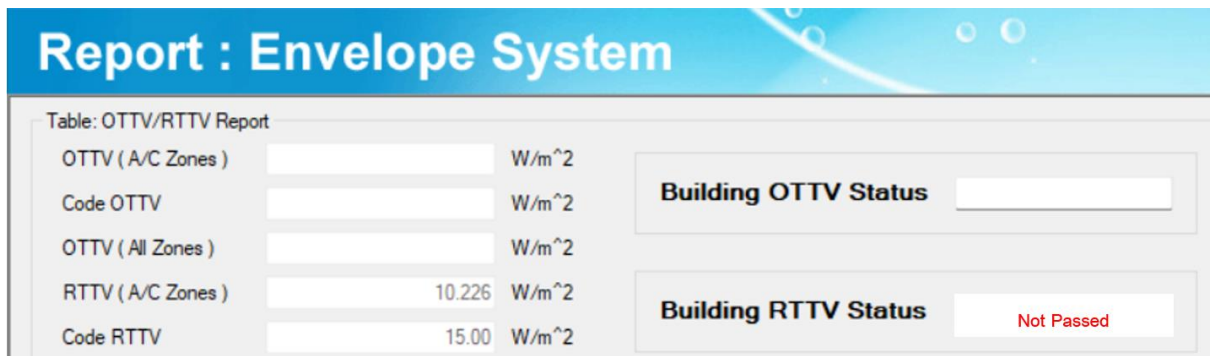 Report : Envelope System
Table: OTTV/RTTV Report
OTTV ( A/C Zones ) W/m^2
Code OTTV W/m^2
OTTV ( All Zones ) W/m^2
RTTV ( A/C Zones ) 10.226 W/m^2
Code RTTV 15.00 W/m^2
Building OTTV Status
Building RTTV Status Not Passed